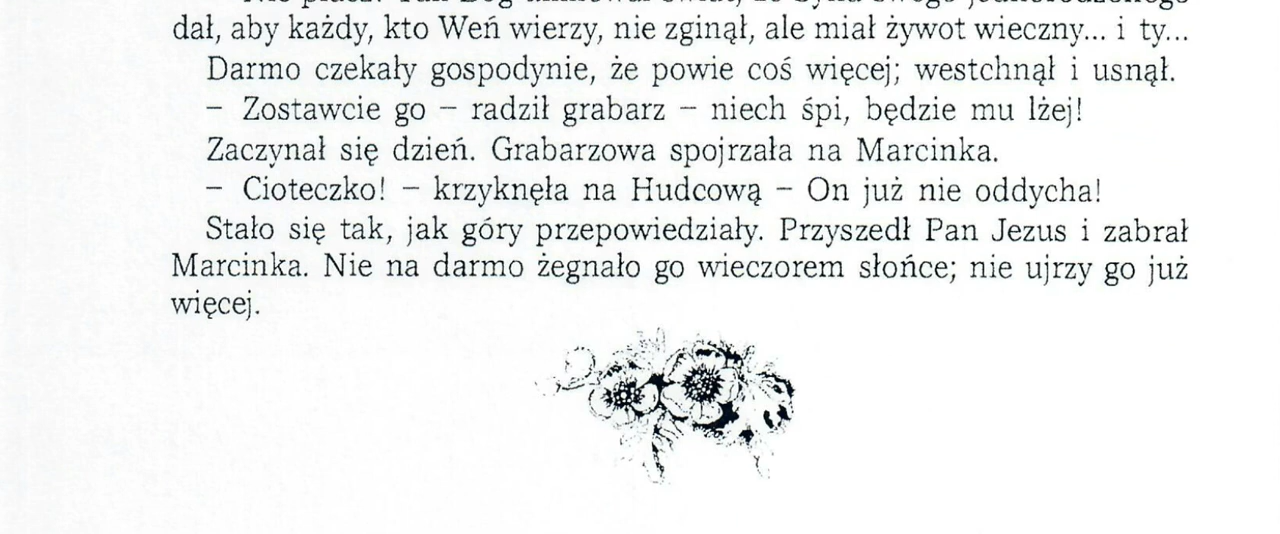 dał, aby każdy, kto Weń wierzy, nie zginął, ale miał żywot wieczny... i ty...
Darmo czekały gospodynie, że powie coś więcej; westchnął i usnął.
– Zostawcie go – radził grabarz – niech śpi, będzie mu lżej!
Zaczynał się dzień. Grabarzowa spojrzała na Marcinka.
– Cioteczko! – krzyknęła na Hudcową – On już nie oddycha!
Stało się tak, jak góry przepowiedziały. Przyszedł Pan Jezus i zabrał
Marcinka. Nie na darmo żegnało go wieczorem słońce; nie ujrzy go już
więcej.